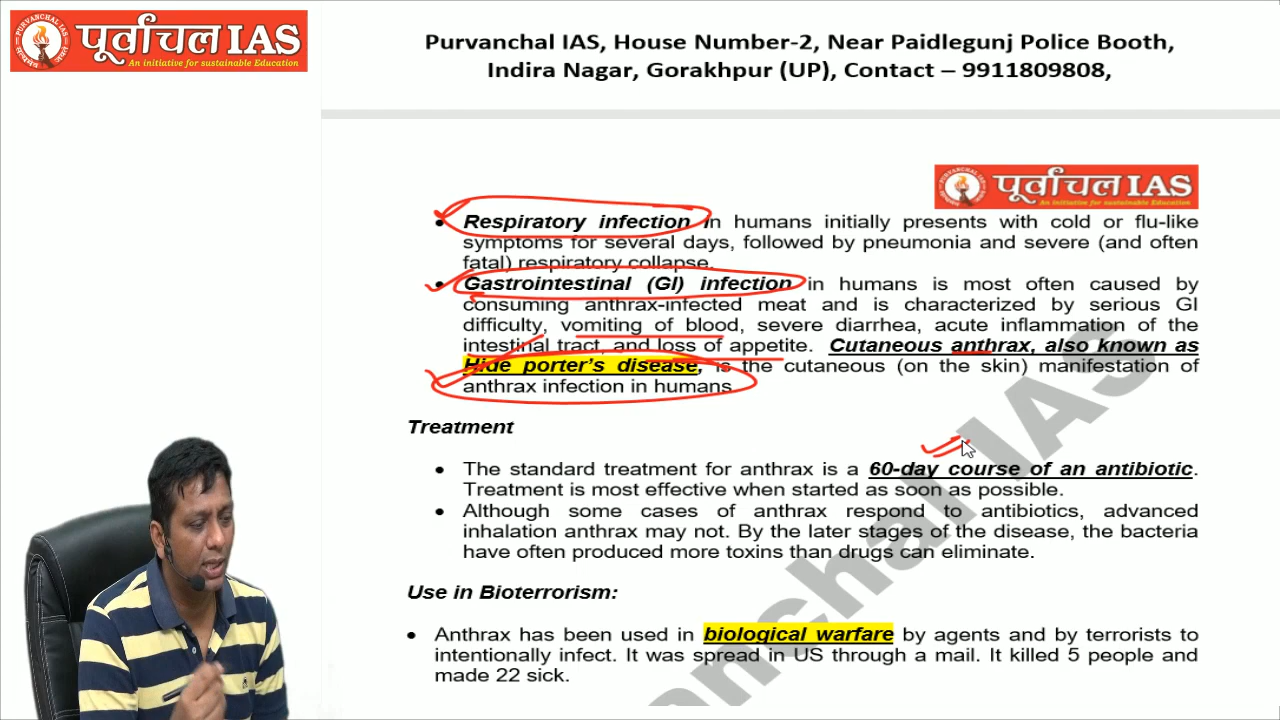 पूर्वांचल IAS
An initiative for sustainable Education
Purvanchal IAS, House Number-2, Near Paidlegunj Police Booth,
Indira Nagar, Gorakhpur (UP), Contact – 9911809808,
पूर्वांचल IAS
An initiative for sustainable Education
• Respiratory infection in humans initially presents with cold or flu-like
symptoms for several days, followed by pneumonia and severe (and often
fatal) respiratory collapse.
• Gastrointestinal (GI) infection in humans is most often caused by
consuming anthrax-infected meat and is characterized by serious GI
difficulty, vomiting of blood, severe diarrhea, acute inflammation of the
intestinal tract, and loss of appetite. Cutaneous anthrax, also known as
Hide porter's disease, is the cutaneous (on the skin) manifestation of
anthrax infection in humans
Treatment
• The standard treatment for anthrax is a 60-day course of an antibiotic.
Treatment is most effective when started as soon as possible.
• Although some cases of anthrax respond to antibiotics, advanced
inhalation anthrax may not. By the later stages of the disease, the bacteria
have often produced more toxins than drugs can eliminate.
Use in Bioterrorism:
• Anthrax has been used in biological warfare by agents and by terrorists to
intentionally infect. It was spread in US through a mail. It killed 5 people and
made 22 sick.
nchal IAS